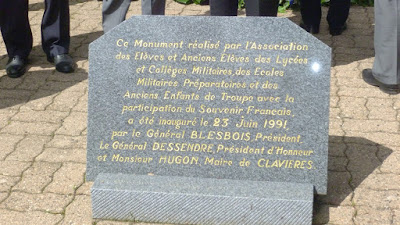 Ce Monument réalisé par l'Association
des Elèves et Anciens Elèves des Lycées
et Collèges Militaires, des Ecoles
Militaires Préparatoires et des
Anciens Enfants de Troupe avec la
participation du Souvenir Français,
a été inauguré le 23 Juin 1991,
par le Général BLESBOIS, Président,
Le Général DESSENDRE, Président d'Honneur
et Monsieur HUGON, Maire de CLAVIERES.